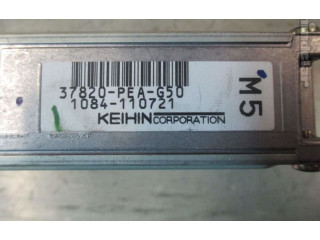 37820-PEA-G50
1084-110721
KEIHIN CORPORATION
M5